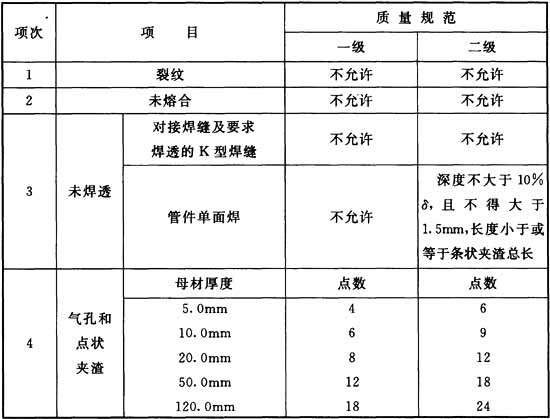 项次
项 目
质 量 规 范
一级
二级
1
裂纹
不允许
不允许
2
未熔合
不允许
不允许
3
未焊透
对接焊缝及要求
焊透的K型焊缝
不允许
不允许
管件单面焊
不允许
深度不大于10%
δ,且不得大于
1.5mm,长度小于或
等于条状夹渣总长
4
气孔和
点状
夹渣
母材厚度
点数
点数
5.0mm
4
6
10.0mm
6
9
20.0mm
8
12
50.0mm
12
18
120.0mm
18
24